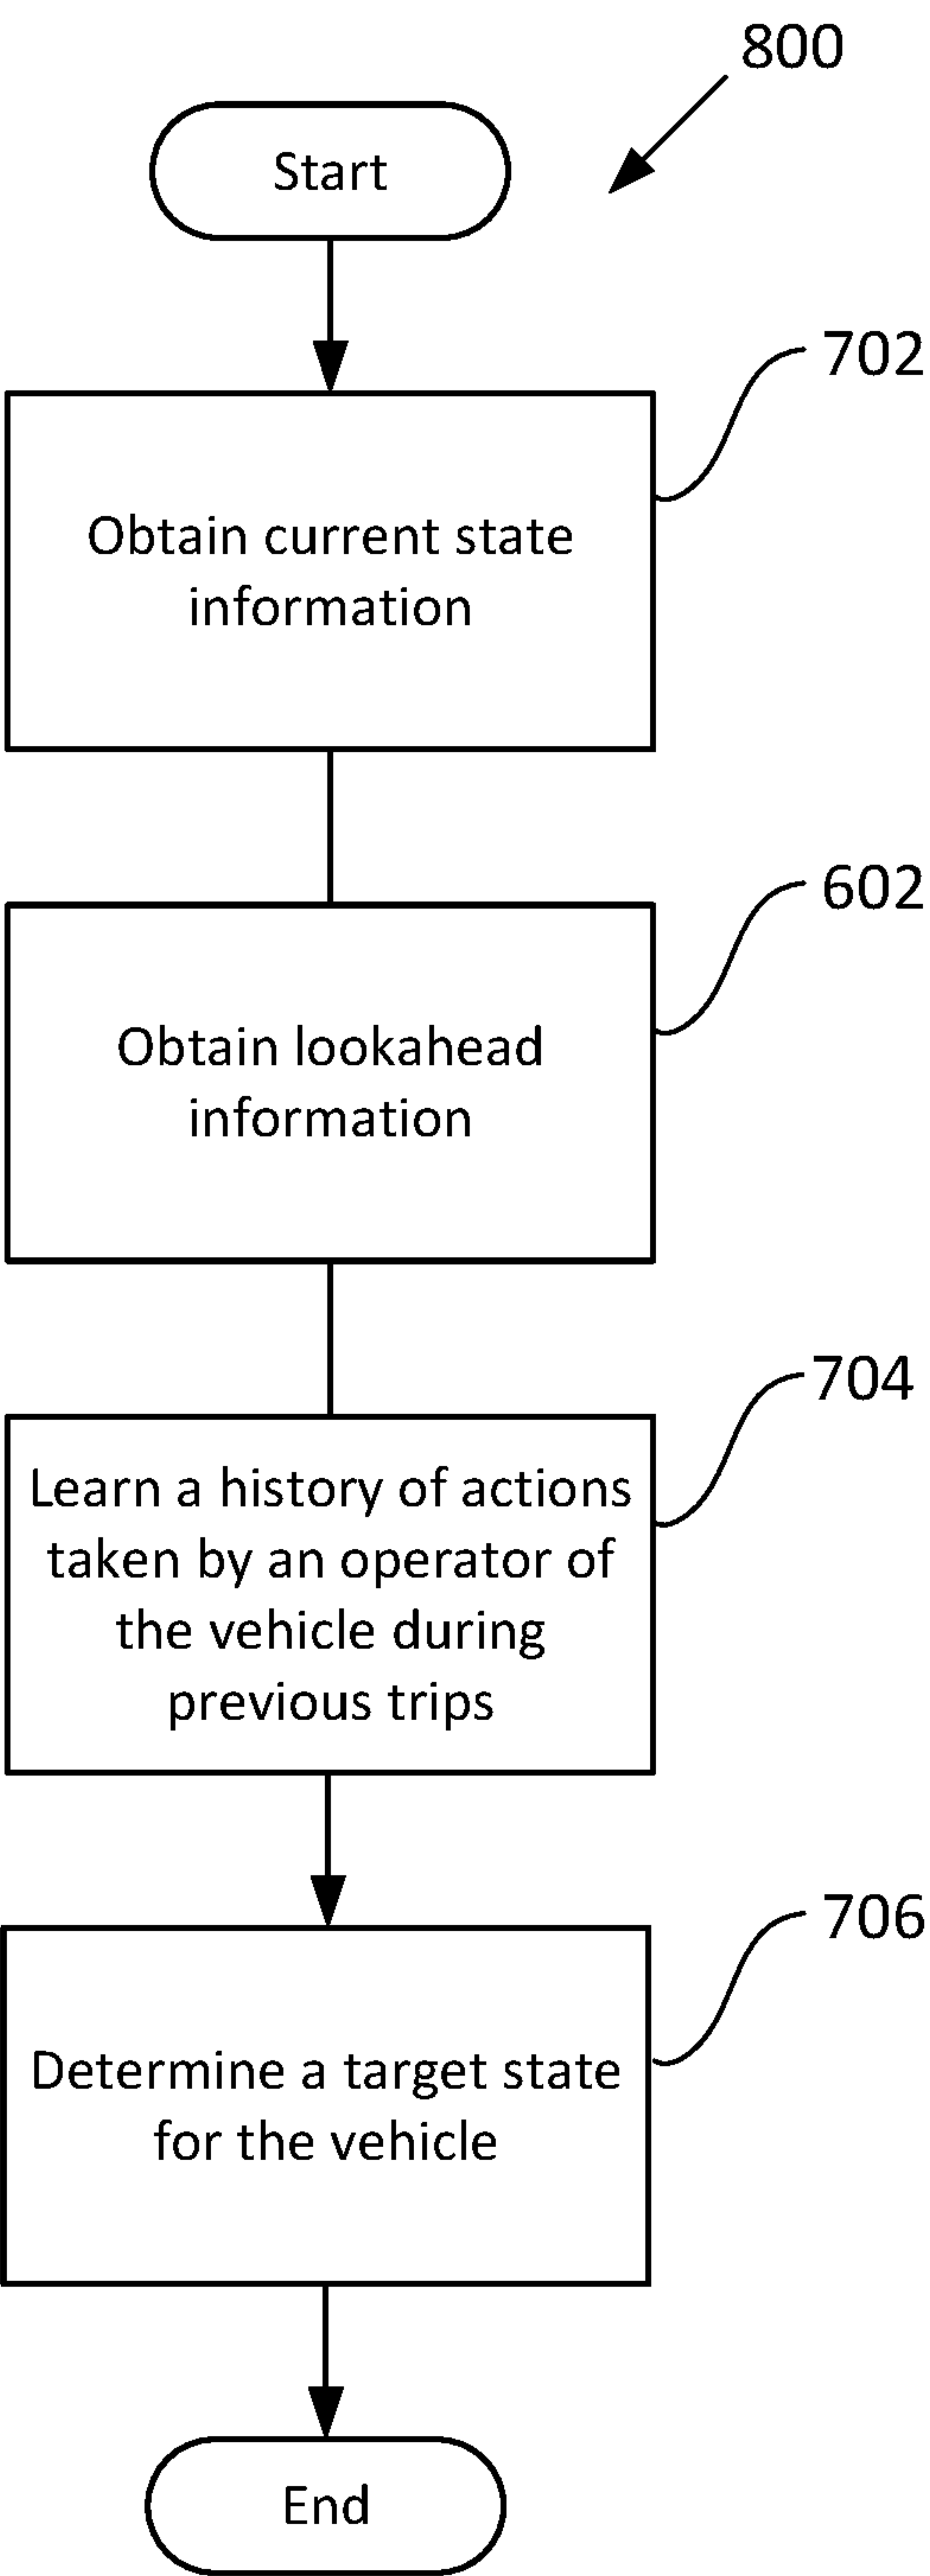 800
Start
702
Obtain current state
information
602
Obtain lookahead
information
704
Learn a history of actions
taken by an operator of
the vehicle during
previous trips
706
Determine a target state
for the vehicle
End